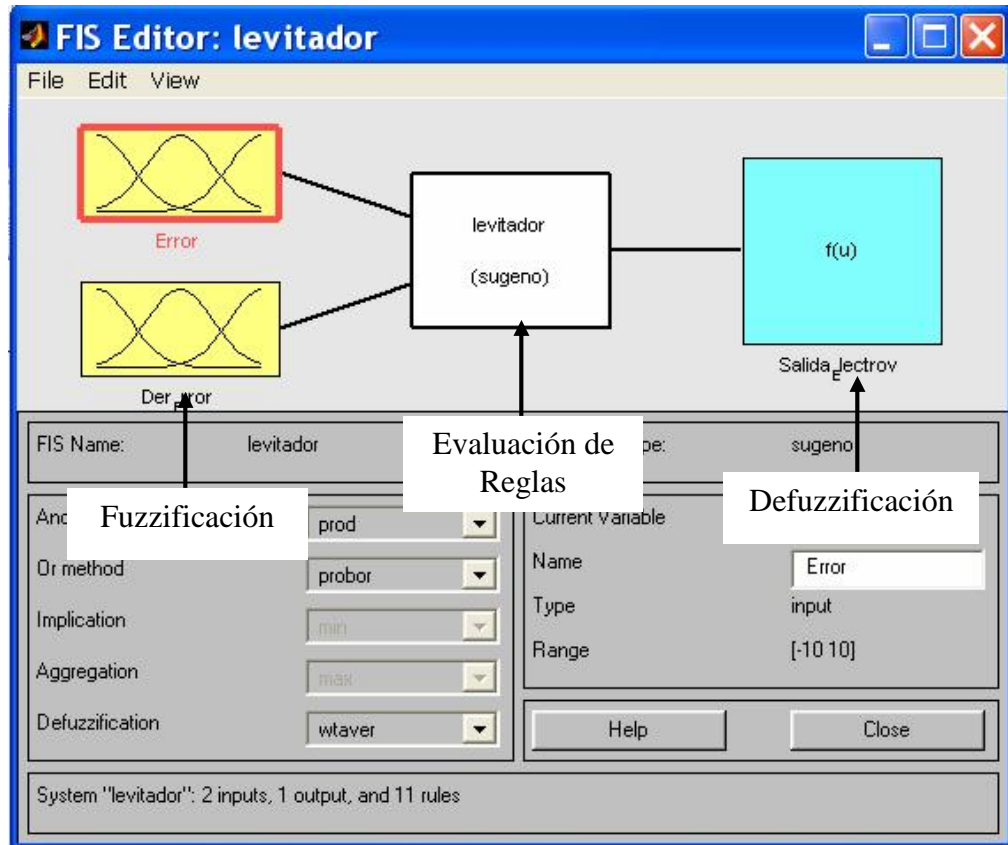 FIS Editor: levitador
File Edit View
Error
levitador
(sugeno)
f(u)
Salida_Electrov
FIS Name: levitador
sugeno
Evaluación de
Reglas
Fuzzificación
Defuzzificación
prod
Or method probor
Implication min
Aggregation max
Defuzzification wtaver
Current Variable
Name Error
Type input
Range [-10 10]
Help Close
System "levitador": 2 inputs, 1 output, and 11 rules